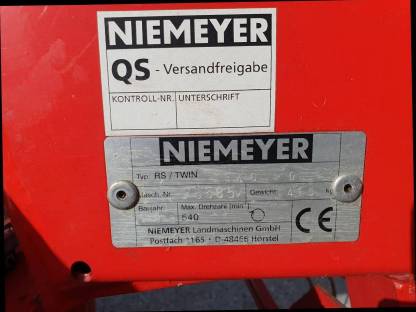 NIEMEYER
QS - Versandfreigabe
KONTROLL-NR. UNTERSCHRIFT
NIEMEYER
Typ: RS / TWIN
Masch. Nr. Gewicht: kg
Baujahr: Max. Drehzahl [min⁻¹]
540
CE
NIEMEYER Landmaschinen GmbH
Postfach 1165 · D-48466 Hörstel